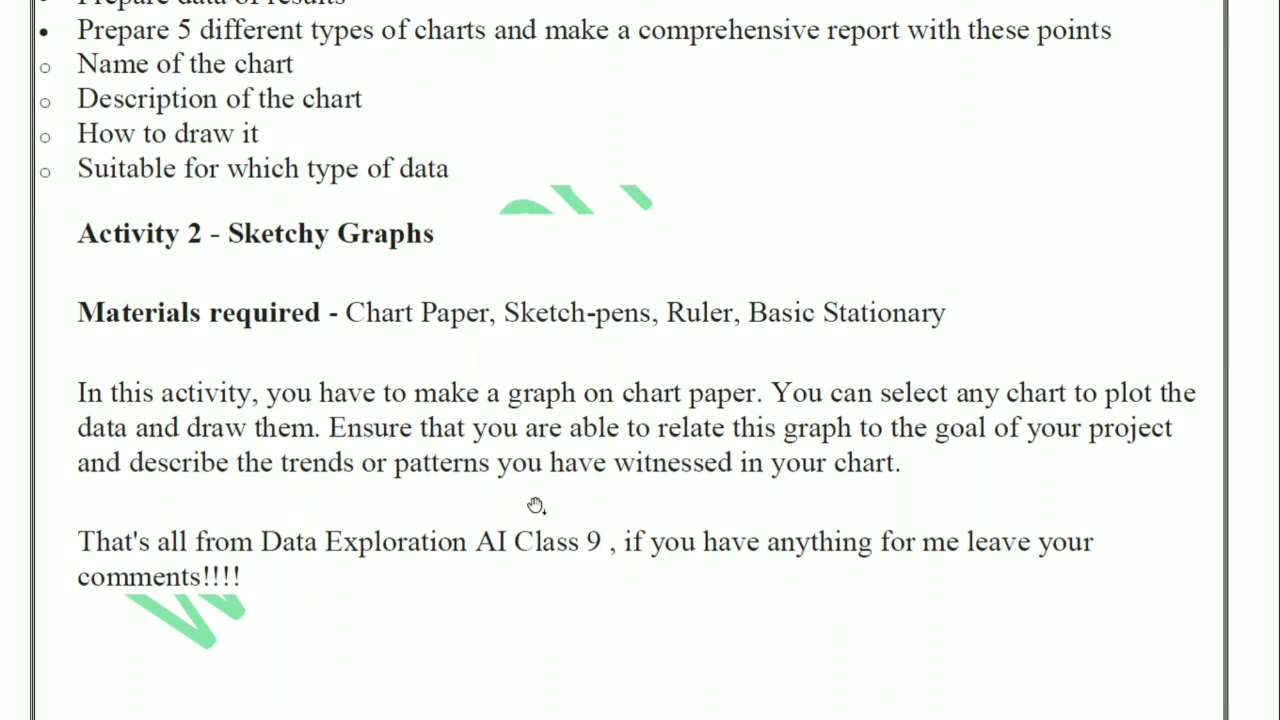 Prepare data of results
Prepare 5 different types of charts and make a comprehensive report with these points
Name of the chart
Description of the chart
How to draw it
Suitable for which type of data
Activity 2 - Sketchy Graphs
Materials required - Chart Paper, Sketch-pens, Ruler, Basic Stationary
In this activity, you have to make a graph on chart paper. You can select any chart to plot the
data and draw them. Ensure that you are able to relate this graph to the goal of your project
and describe the trends or patterns you have witnessed in your chart.
That's all from Data Exploration AI Class 9 , if you have anything for me leave your
comments!!!!